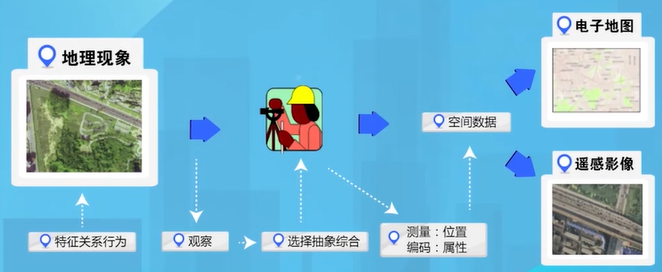 地理现象
电子地图
空间数据
遥感影像
特征关系行为
观察
选择抽象综合
测量：位置
编码：属性